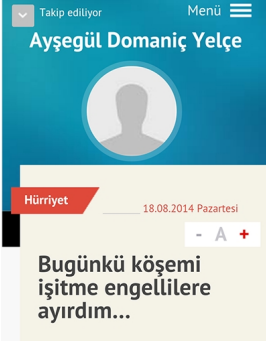 Takip ediliyor
Menü
Ayşegül Domaniç Yelçe
Hürriyet
18.08.2014 Pazartesi
- A +
Bugünkü köşemi
işitme engellilere
ayırdım...